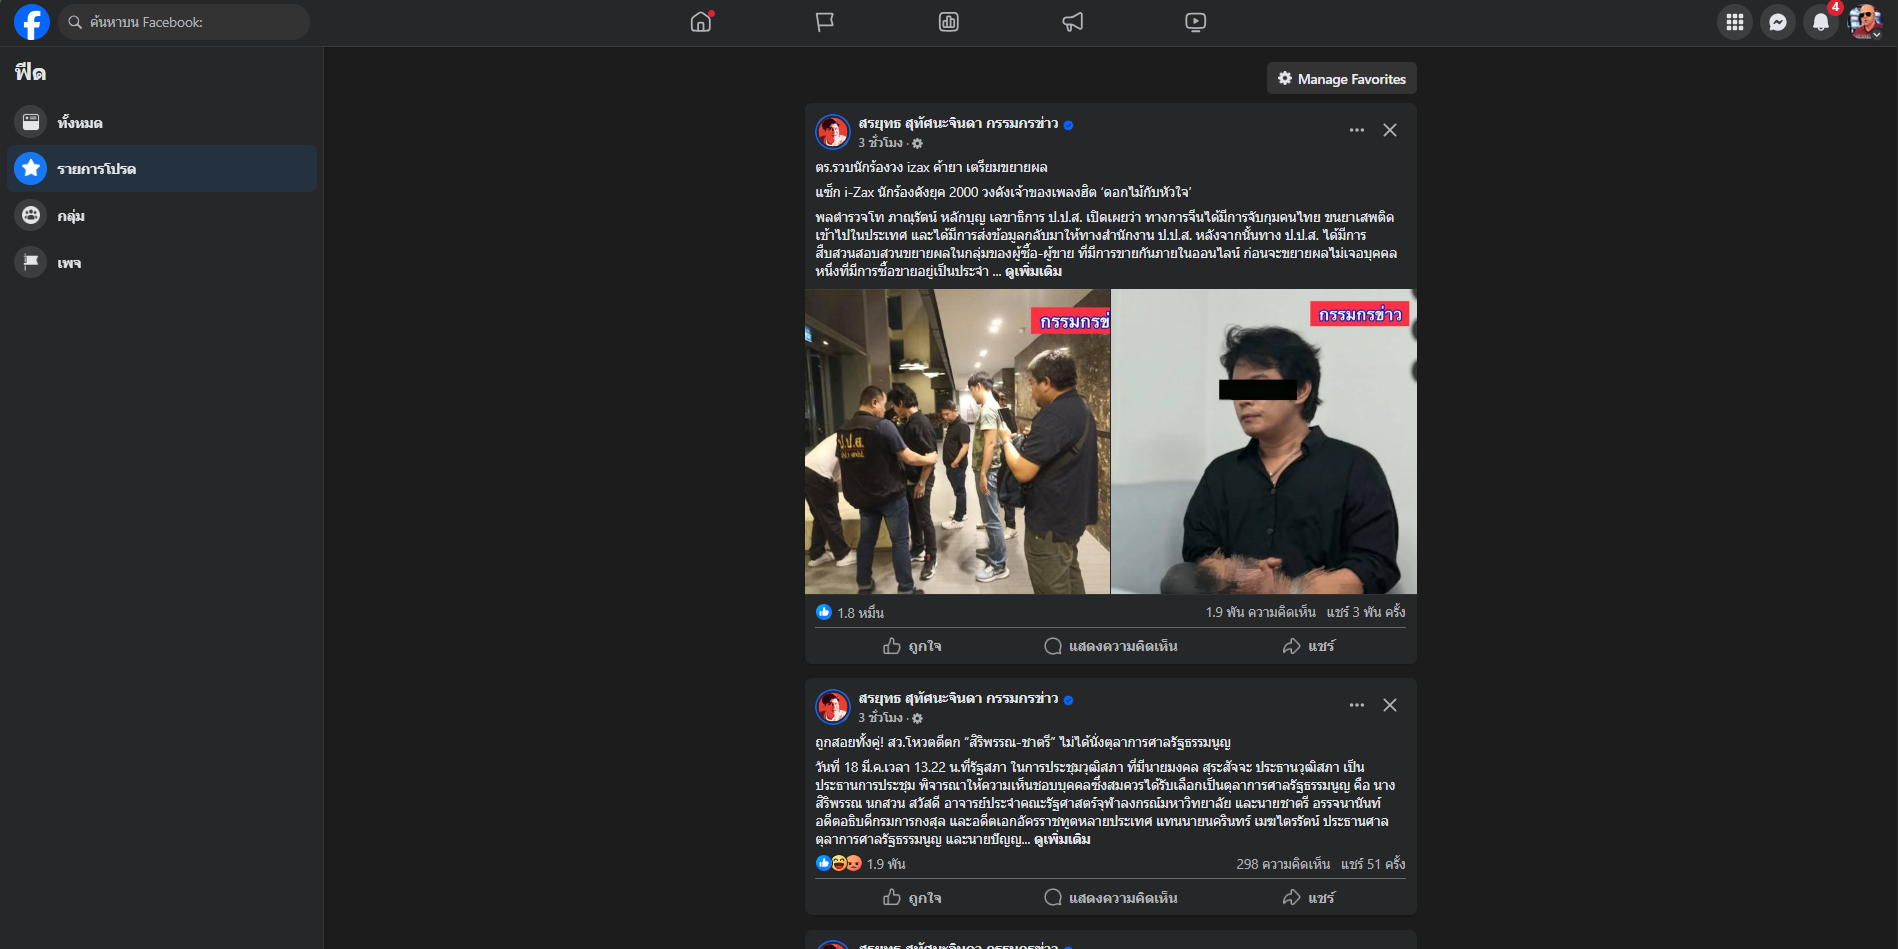 ค้นหาบน Facebook:
4
ฟีด
ทั้งหมด
รายการโปรด
กลุ่ม
เพจ
Manage Favorites
สรยุทธ สุทัศนะจินดา กรรมกรข่าว
3 ชั่วโมง ·
ตร.รวบนักร้องวง izax ค้ายา เตรียมขยายผล
แซ็ก i-Zax นักร้องดังยุค 2000 วงดังเจ้าของเพลงฮิต ‘ดอกไม้กับหัวใจ’
พลตำรวจโท ภาณุรัตน์ หลักบุญ เลขาธิการ ป.ป.ส. เปิดเผยว่า ทางการจีนได้มีการจับกุมคนไทย ขนยาเสพติด
เข้าไปในประเทศ และได้มีการส่งข้อมูลกลับมาให้ทางสำนักงาน ป.ป.ส. หลังจากนั้นทาง ป.ป.ส. ได้มีการ
สืบสวนสอบสวนขยายผลในกลุ่มของผู้ซื้อ-ผู้ขาย ที่มีการขายกันภายในออนไลน์ ก่อนจะขยายผลไม่เจอบุคคล
หนึ่งที่มีการซื้อขายอยู่เป็นประจำ ... ดูเพิ่มเติม
กรรมกรข่
กรรมกรข่าว
ป.ป.ส.
1.8 หมื่น
1.9 พัน ความคิดเห็น แชร์ 3 พัน ครั้ง
ถูกใจ แสดงความคิดเห็น แชร์
สรยุทธ สุทัศนะจินดา กรรมกรข่าว
3 ชั่วโมง ·
ถูกสอยทั้งคู่! สว.โหวตตีตก “สิริพรรณ-ชาตรี” ไม่ได้นั่งตุลาการศาลรัฐธรรมนูญ
วันที่ 18 มี.ค.เวลา 13.22 น.ที่รัฐสภา ในการประชุมวุฒิสภา ที่มีนายมงคล สุระสัจจะ ประธานวุฒิสภา เป็น
ประธานการประชุม พิจารณาให้ความเห็นชอบบุคคลซึ่งสมควรได้รับเลือกเป็นตุลาการศาลรัฐธรรมนูญ คือ นาง
สิริพรรณ นกสวน สวัสดี อาจารย์ประจำคณะรัฐศาสตร์จุฬาลงกรณ์มหาวิทยาลัย และนายชาตรี อรรจนานันท์
อดีตอธิบดีกรมการกงสุล และอดีตเอกอัครราชทูตหลายประเทศ แทนนายนครินทร์ เมฆไตรรัตน์ ประธานศาล
ตุลาการศาลรัฐธรรมนูญ และนายปัญญ... ดูเพิ่มเติม
1.9 พัน
298 ความคิดเห็น แชร์ 51 ครั้ง
ถูกใจ แสดงความคิดเห็น แชร์
สรยุทธ สุทัศนะจินดา กรรมกรข่าว